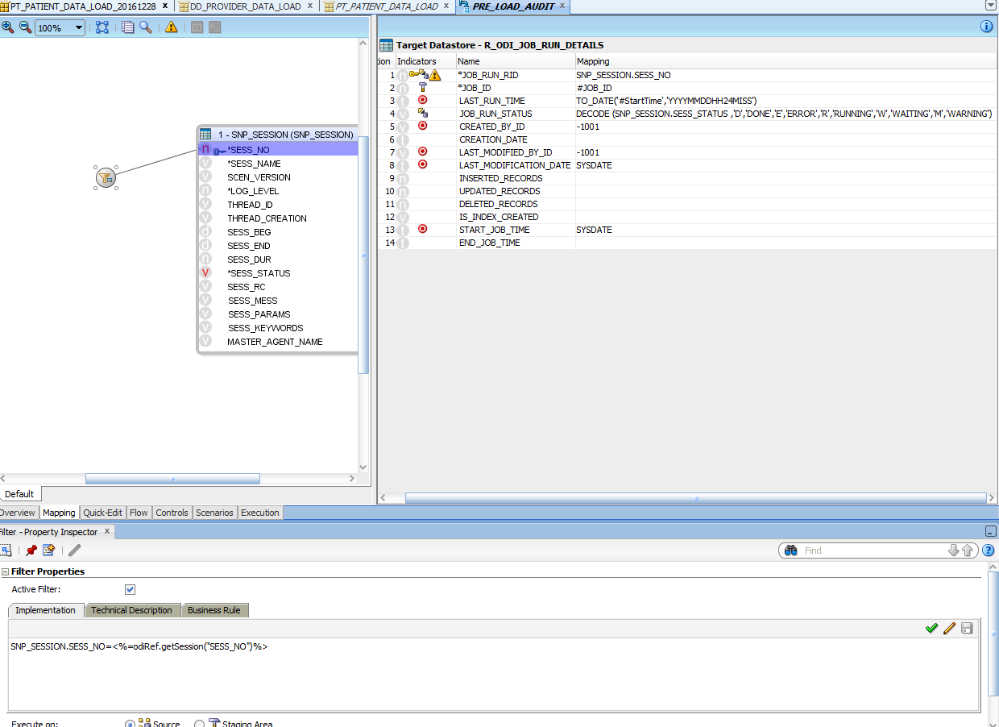 PT_PATIENT_DATA_LOAD_20161228 x DD_PROVIDER_DATA_LOAD x PT_PATIENT_DATA_LOAD x PRE_LOAD_AUDIT x
100%
1 - SNP_SESSION (SNP_SESSION)
n *SESS_NO
v *SESS_NAME
v SCEN_VERSION
n *LOG_LEVEL
v THREAD_ID
v THREAD_CREATION
d SESS_BEG
d SESS_END
n SESS_DUR
v *SESS_STATUS
v SESS_RC
v SESS_MESS
v SESS_PARAMS
v SESS_KEYWORDS
v MASTER_AGENT_NAME
Default
Target Datastore - R_ODI_JOB_RUN_DETAILS
tion Indicators Name Mapping
1 n *JOB_RUN_RID SNP_SESSION.SESS_NO
2 n *JOB_ID #JOB_ID
3 t LAST_RUN_TIME TO_DATE('#StartTime','YYYYMMDDHH24MISS')
4 v JOB_RUN_STATUS DECODE (SNP_SESSION.SESS_STATUS ,'D','DONE','E','ERROR','R','RUNNING','W','WAITING','M','WARNING')
5 v CREATED_BY_ID -1001
6 t CREATION_DATE
7 v LAST_MODIFIED_BY_ID -1001
8 t LAST_MODIFICATION_DATE SYSDATE
9 n INSERTED_RECORDS
10 n UPDATED_RECORDS
11 n DELETED_RECORDS
12 v IS_INDEX_CREATED
13 t START_JOB_TIME SYSDATE
14 t END_JOB_TIME
Overview Mapping Quick-Edit Flow Controls Scenarios Execution
Filter - Property Inspector x
Find
Filter Properties
Active Filter:
Implementation Technical Description Business Rule
SNP_SESSION.SESS_NO=<%=odiRef.getSession("SESS_NO")%>
Execute on: Source Staging Area